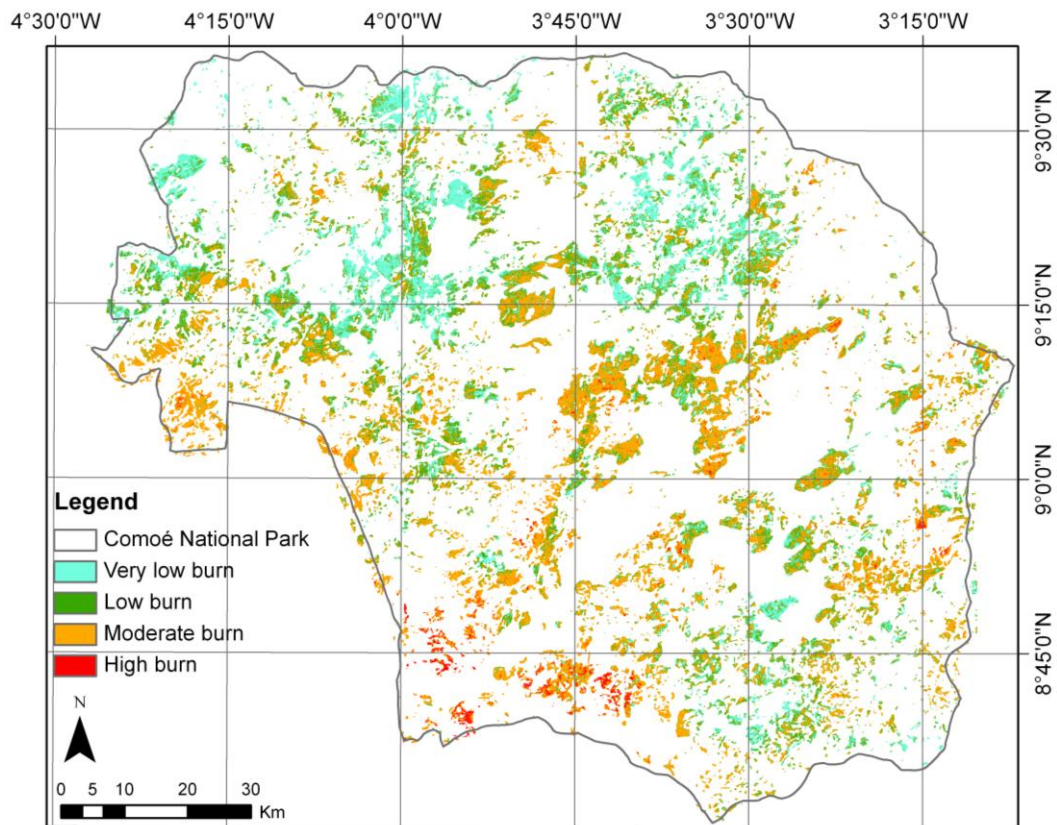 4°30'0"W 4°15'0"W 4°0'0"W 3°45'0"W 3°30'0"W 3°15'0"W
9°30'0"N
9°15'0"N
9°0'0"N
8°45'0"N
Legend
Comoé National Park
Very low burn
Low burn
Moderate burn
High burn
N
0 5 10 20 30
Km